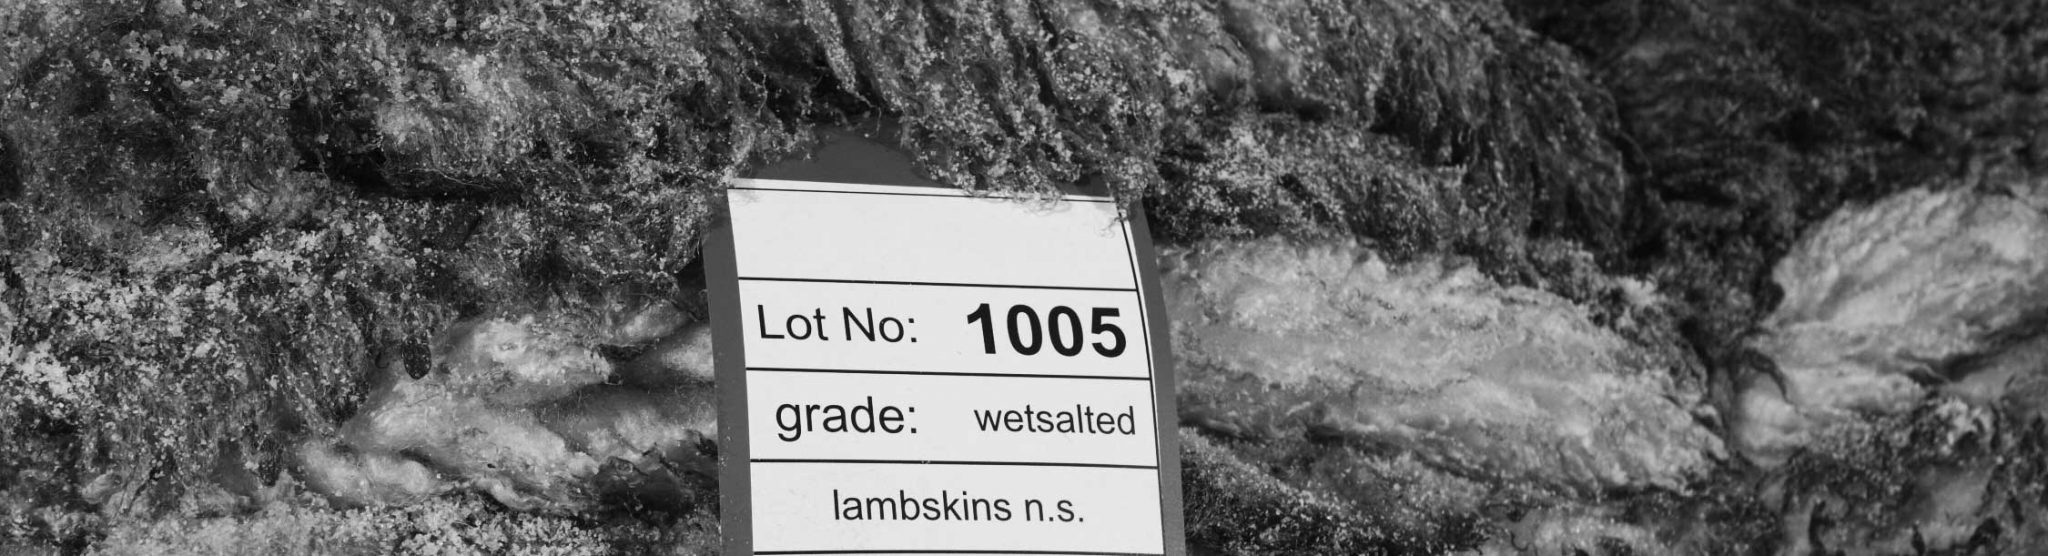 Lot No: 1005
grade: wetsalted
lambskins n.s.